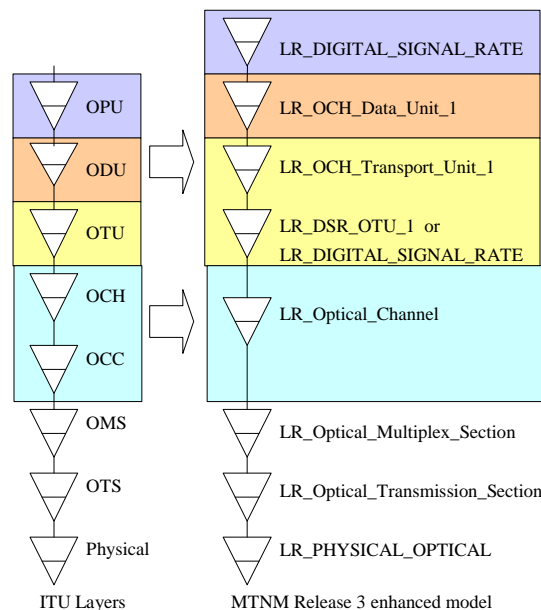 LR_DIGITAL_SIGNAL_RATE
OPU
LR_OCH_Data_Unit_1
ODU
LR_OCH_Transport_Unit_1
OTU
LR_DSR_OTU_1 or
LR_DIGITAL_SIGNAL_RATE
OCH
LR_Optical_Channel
OCC
OMS
LR_Optical_Multiplex_Section
OTS
LR_Optical_Transmission_Section
Physical
LR_PHYSICAL_OPTICAL
ITU Layers
MTNM Release 3 enhanced model